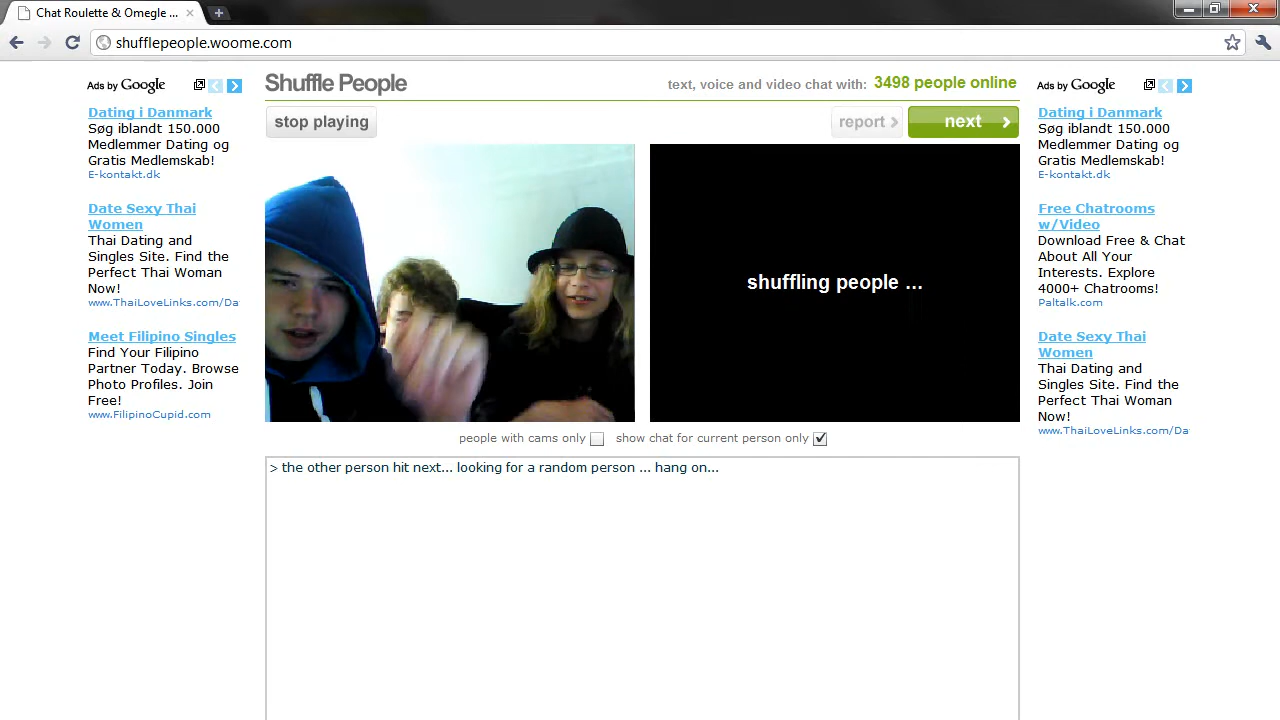 Chat Roulette & Omegle ...
shufflepeople.woome.com
Ads by Google
Dating i Danmark
Søg iblandt 150.000
Medlemmer Dating og
Gratis Medlemskab!
E-kontakt.dk
Date Sexy Thai
Women
Thai Dating and
Singles Site. Find the
Perfect Thai Woman
Now!
www.ThaiLoveLinks.com/Da
Meet Filipino Singles
Find Your Filipino
Partner Today. Browse
Photo Profiles. Join
Free!
www.FilipinoCupid.com
Shuffle People
text, voice and video chat with: 3498 people online
stop playing
report
next
shuffling people ...
people with cams only
show chat for current person only
> the other person hit next... looking for a random person ... hang on...
Ads by Google
Dating i Danmark
Søg iblandt 150.000
Medlemmer Dating og
Gratis Medlemskab!
E-kontakt.dk
Free Chatrooms
w/Video
Download Free & Chat
About All Your
Interests. Explore
4000+ Chatrooms!
Paltalk.com
Date Sexy Thai
Women
Thai Dating and
Singles Site. Find the
Perfect Thai Woman
Now!
www.ThaiLoveLinks.com/Da